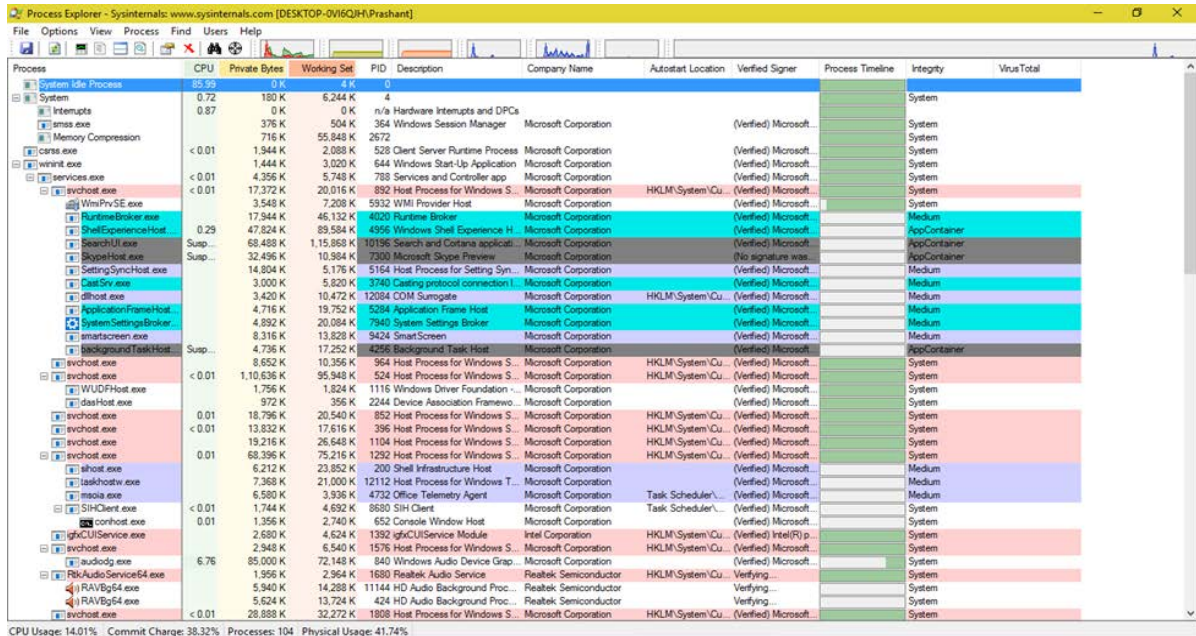 Process Explorer - Sysinternals: www.sysinternals.com [DESKTOP-0VI6QJH\Prashant]
File Options View Process Find Users Help
Process CPU Private Bytes Working Set PID Description Company Name Autostart Location Verified Signer Process Timeline Integrity VirusTotal
System Idle Process 85.99 0 K 4 K 0
System 0.72 180 K 6,244 K 4 System
Interrupts 0.87 0 K 0 K n/a Hardware Interrupts and DPCs
smss.exe 376 K 504 K 364 Windows Session Manager Microsoft Corporation (Verified) Microsoft... System
Memory Compression 716 K 55,848 K 2672 System
csrss.exe < 0.01 1,944 K 2,088 K 528 Client Server Runtime Process Microsoft Corporation (Verified) Microsoft... System
wininit.exe 1,444 K 3,020 K 644 Windows Start-Up Application Microsoft Corporation (Verified) Microsoft... System
services.exe < 0.01 4,356 K 5,748 K 788 Services and Controller app Microsoft Corporation (Verified) Microsoft... System
svchost.exe < 0.01 17,372 K 20,016 K 892 Host Process for Windows S... Microsoft Corporation HKLM\System\Cu... (Verified) Microsoft... System
WmiPrvSE.exe 3,548 K 7,208 K 5932 WMI Provider Host Microsoft Corporation (Verified) Microsoft... System
RuntimeBroker.exe 17,944 K 46,132 K 4020 Runtime Broker Microsoft Corporation (Verified) Microsoft... Medium
ShellExperienceHost... 0.29 47,824 K 89,584 K 4956 Windows Shell Experience H... Microsoft Corporation (Verified) Microsoft... AppContainer
SearchUI.exe Susp... 68,488 K 1,15,868 K 10196 Search and Cortana applicati... Microsoft Corporation (Verified) Microsoft... AppContainer
SkypeHost.exe Susp... 32,496 K 10,984 K 7300 Microsoft Skype Preview Microsoft Corporation (No signature was... AppContainer
SettingSyncHost.exe 14,804 K 5,176 K 5164 Host Process for Setting Syn... Microsoft Corporation (Verified) Microsoft... Medium
CastSrv.exe 3,000 K 5,820 K 3740 Casting protocol connection l... Microsoft Corporation (Verified) Microsoft... Medium
dllhost.exe 3,420 K 10,472 K 12084 COM Surrogate Microsoft Corporation HKLM\System\Cu... (Verified) Microsoft... Medium
ApplicationFrameHost... 4,716 K 19,752 K 5284 Application Frame Host Microsoft Corporation (Verified) Microsoft... Medium
SystemSettingsBroker... 4,892 K 20,084 K 7940 System Settings Broker Microsoft Corporation (Verified) Microsoft... Medium
smartscreen.exe 8,316 K 13,828 K 9424 SmartScreen Microsoft Corporation (Verified) Microsoft... Medium
backgroundTaskHost... Susp... 4,736 K 17,252 K 4256 Background Task Host Microsoft Corporation (Verified) Microsoft... AppContainer
svchost.exe 8,652 K 10,356 K 964 Host Process for Windows S... Microsoft Corporation HKLM\System\Cu... (Verified) Microsoft... System
svchost.exe < 0.01 1,10,636 K 95,948 K 524 Host Process for Windows S... Microsoft Corporation HKLM\System\Cu... (Verified) Microsoft... System
WUDFHost.exe 1,756 K 1,824 K 1116 Windows Driver Foundation -... Microsoft Corporation (Verified) Microsoft... System
dasHost.exe 972 K 356 K 2244 Device Association Framewo... Microsoft Corporation (Verified) Microsoft... System
svchost.exe 0.01 18,796 K 20,540 K 852 Host Process for Windows S... Microsoft Corporation HKLM\System\Cu... (Verified) Microsoft... System
svchost.exe < 0.01 13,832 K 17,616 K 396 Host Process for Windows S... Microsoft Corporation HKLM\System\Cu... (Verified) Microsoft... System
svchost.exe 19,216 K 26,648 K 1104 Host Process for Windows S... Microsoft Corporation HKLM\System\Cu... (Verified) Microsoft... System
svchost.exe 0.01 68,396 K 75,216 K 1292 Host Process for Windows S... Microsoft Corporation HKLM\System\Cu... (Verified) Microsoft... System
sihost.exe 6,212 K 23,852 K 200 Shell Infrastructure Host Microsoft Corporation (Verified) Microsoft... Medium
taskhostw.exe 7,368 K 21,000 K 12112 Host Process for Windows T... Microsoft Corporation (Verified) Microsoft... Medium
msoia.exe 6,580 K 3,936 K 4732 Office Telemetry Agent Microsoft Corporation Task Scheduler\... (Verified) Microsoft... Medium
SIHClient.exe < 0.01 1,744 K 4,692 K 8680 SIH Client Microsoft Corporation Task Scheduler\... (Verified) Microsoft... System
conhost.exe 0.01 1,356 K 2,740 K 652 Console Window Host Microsoft Corporation (Verified) Microsoft... System
igfxCUIService.exe 2,680 K 4,624 K 1392 igfxCUIService Module Intel Corporation HKLM\System\Cu... (Verified) Intel(R) p... System
svchost.exe 2,948 K 6,540 K 1576 Host Process for Windows S... Microsoft Corporation HKLM\System\Cu... (Verified) Microsoft... System
audiodg.exe 6.76 85,000 K 72,148 K 840 Windows Audio Device Grap... Microsoft Corporation (Verified) Microsoft... System
RtkAudioService64.exe 1,956 K 2,964 K 1680 Realtek Audio Service Realtek Semiconductor HKLM\System\Cu... Verifying... System
RAVBg64.exe 5,940 K 14,288 K 11144 HD Audio Background Proc... Realtek Semiconductor Verifying... System
RAVBg64.exe 5,624 K 13,724 K 424 HD Audio Background Proc... Realtek Semiconductor Verifying... System
svchost.exe < 0.01 28,888 K 32,272 K 1808 Host Process for Windows S... Microsoft Corporation HKLM\System\Cu... (Verified) Microsoft... System
CPU Usage: 14.01% Commit Charge: 38.32% Processes: 104 Physical Usage: 41.74%